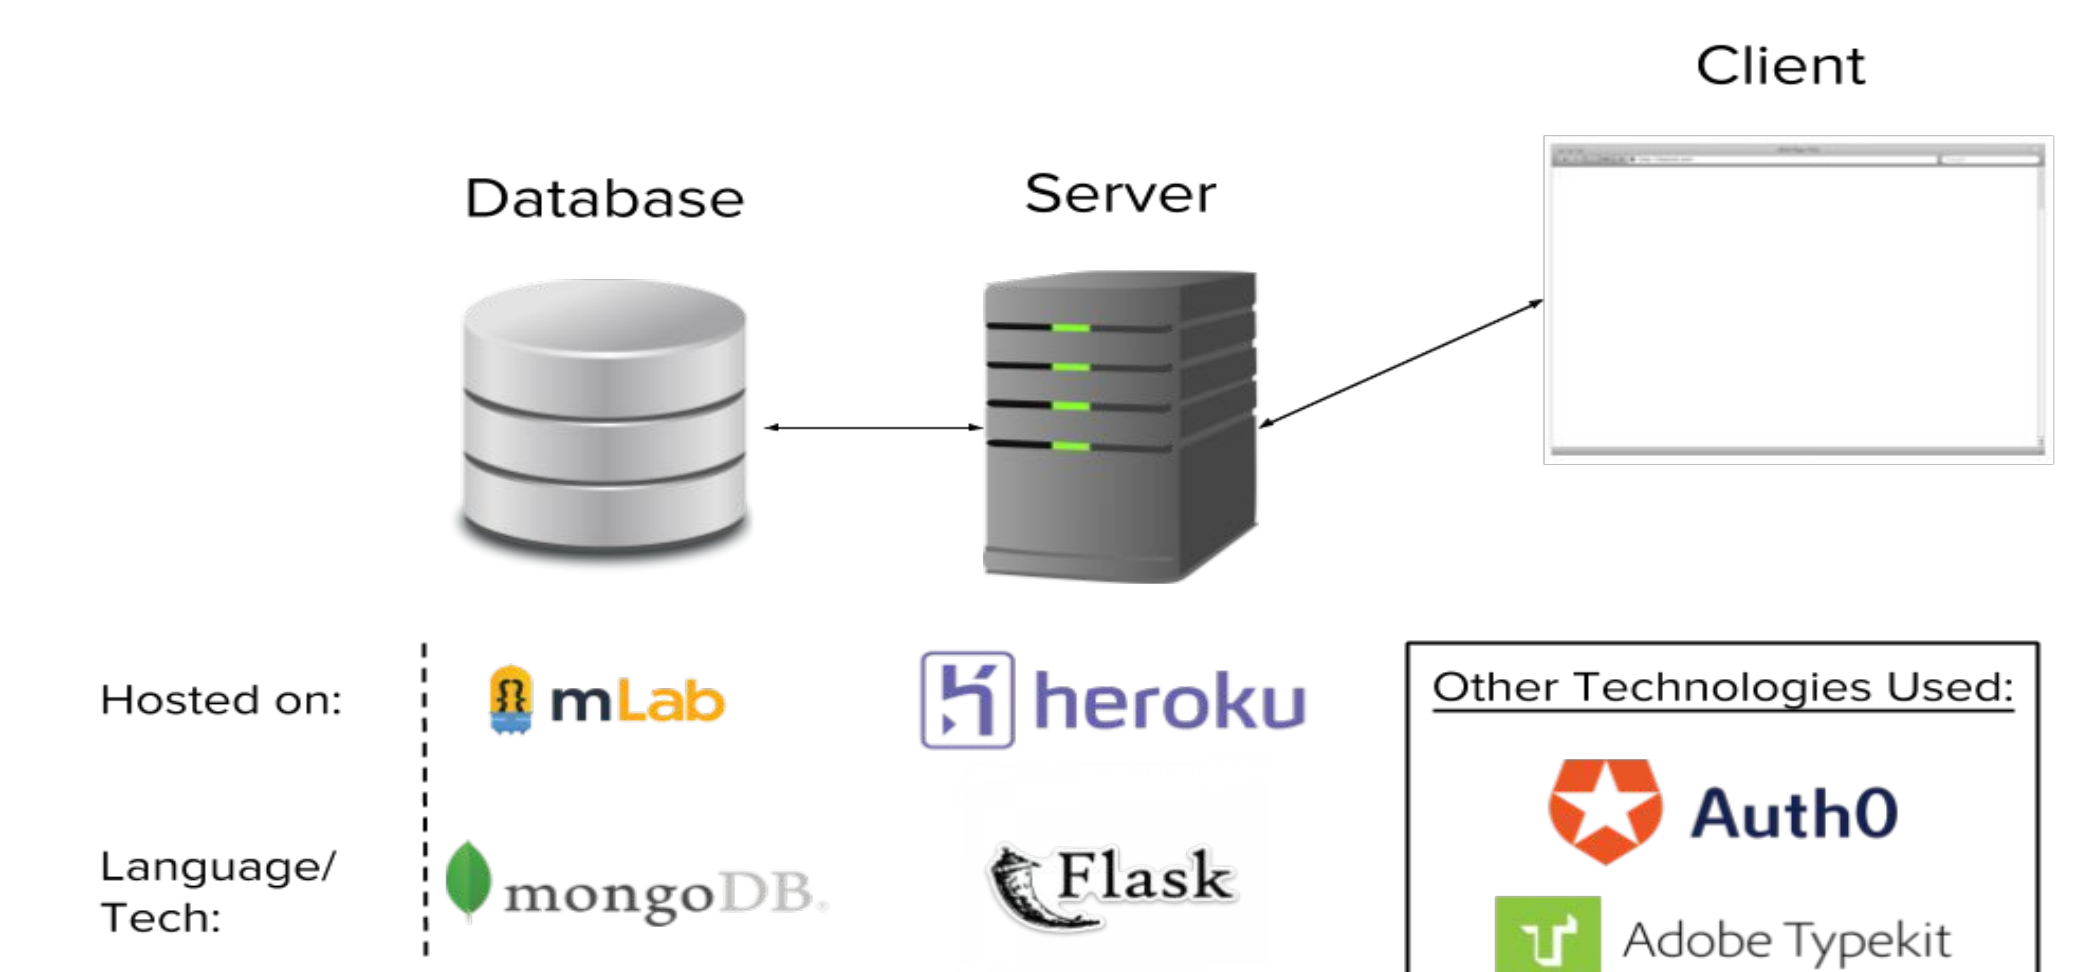 Client
Database
Server
Hosted on:
mLab
heroku
Other Technologies Used:
Auth0
Language/
Tech:
mongoDB.
Flask
Adobe Typekit